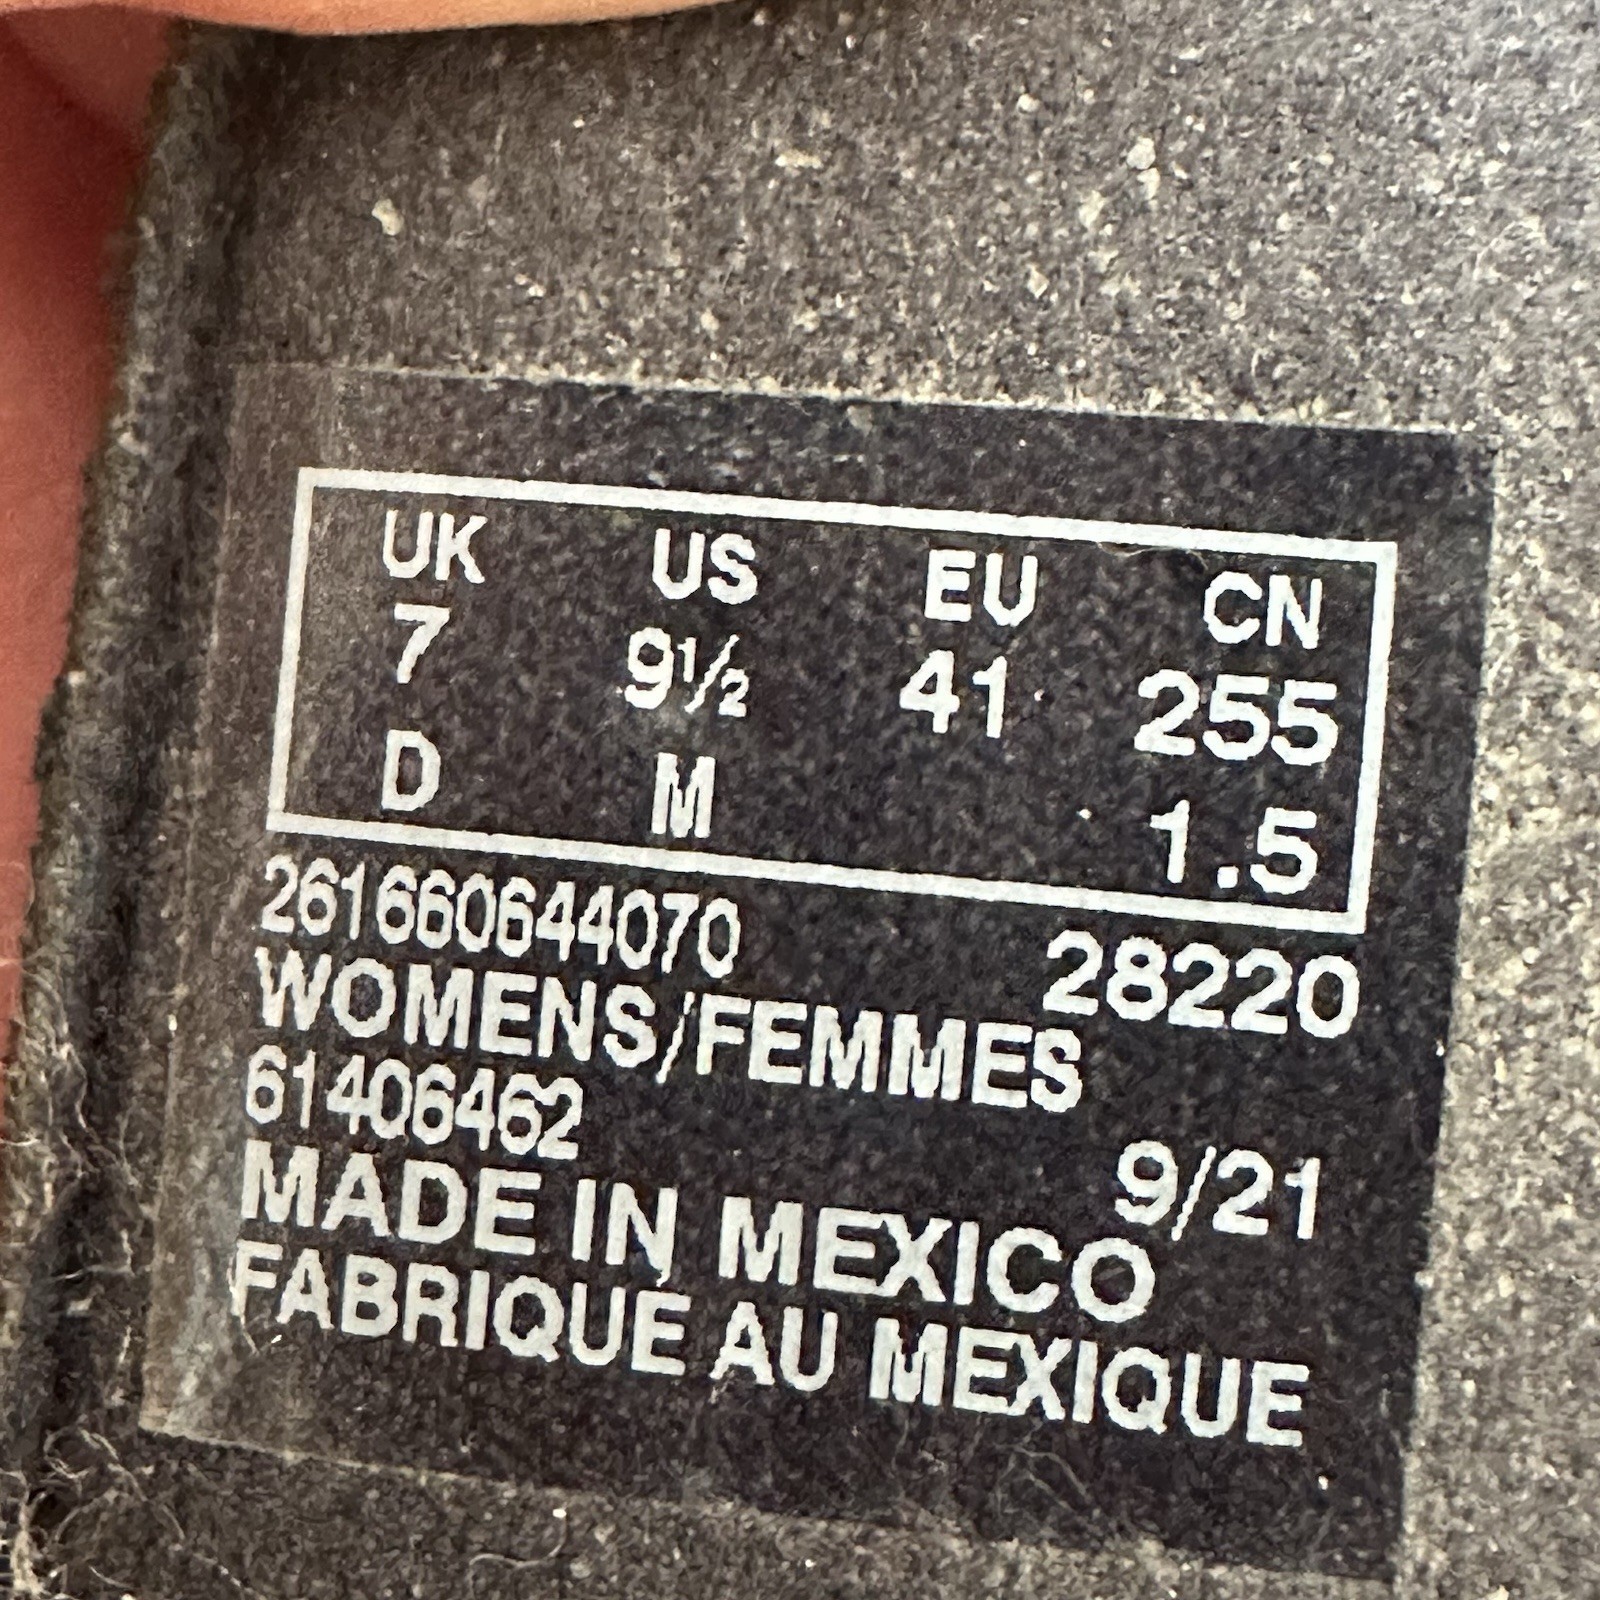 UK US EU CN
7 9½ 41 255
D M 1.5
261660644070 28220
WOMENS/FEMMES
61406462 9/21
MADE IN MEXICO
FABRIQUE AU MEXIQUE